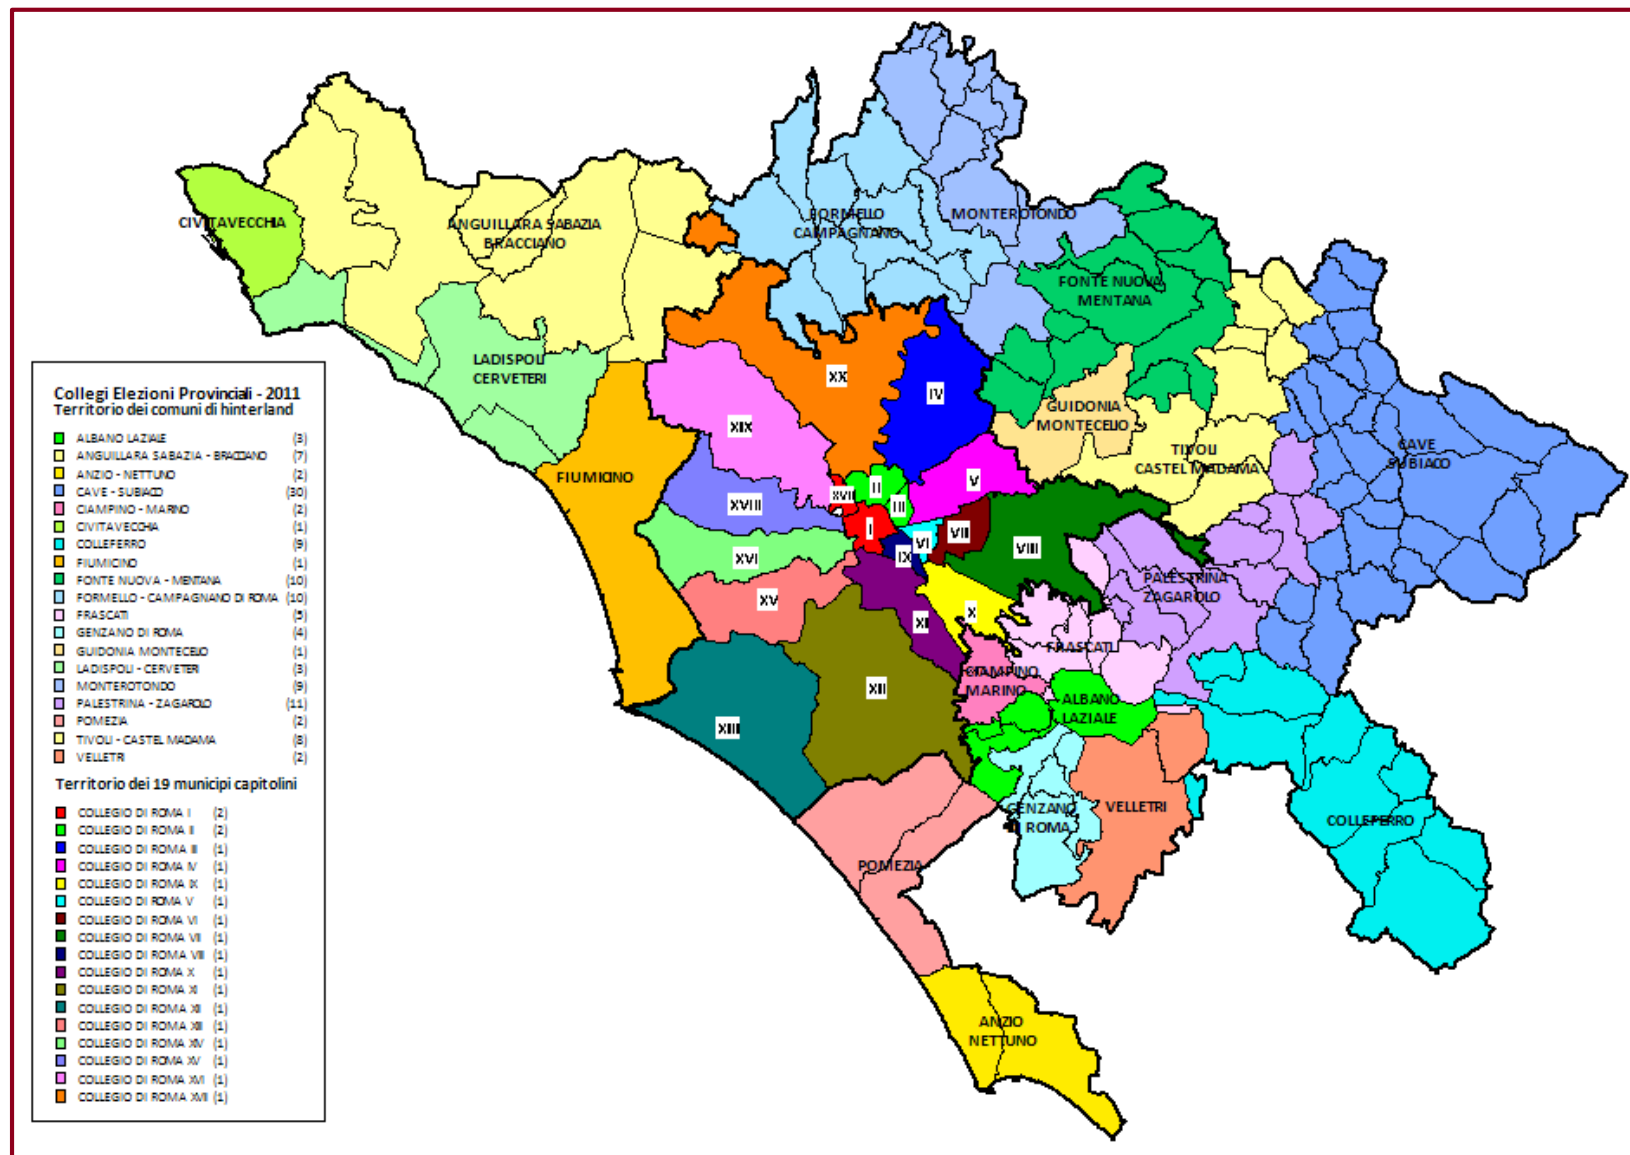 CIVITAVECCHIA
ANGUILLARA SABAZIA
BRACCIANO
FORMELLO
CAMPAGNANO
MONTEROTONDO
FONTE NUOVA
MENTANA
LADISPOLI
CERVETERI
GUIDONIA
MONTECELIO
TIVOLI
CASTEL MADAMA
CAVE
SUBIACO
FIUMICINO
XX
IV
XIX
II
XVII
III
V
XVIII
I
VI
VII
IX
VIII
XVI
XV
X
XI
PALESTRINA
ZAGAROLO
FRASCATI
CIAMPINO
MARINO
XII
XIII
ALBANO
LAZIALE
GENZANO
DI ROMA
VELLETRI
COLLEFERRO
POMEZIA
ANZIO
NETTUNO
Collegi Elezioni Provinciali - 2011
Territorio dei comuni di hinterland
ALBANO LAZIALE (3)
ANGUILLARA SABAZIA - BRACCIANO (7)
ANZIO - NETTUNO (2)
CAVE - SUBIACO (30)
CIAMPINO - MARINO (2)
CIVITAVECCHIA (1)
COLLEFERRO (9)
FIUMICINO (1)
FONTE NUOVA - MENTANA (10)
FORMELLO - CAMPAGNANO DI ROMA (10)
FRASCATI (5)
GENZANO DI ROMA (4)
GUIDONIA MONTECELIO (1)
LADISPOLI - CERVETERI (3)
MONTEROTONDO (9)
PALESTRINA - ZAGAROLO (11)
POMEZIA (2)
TIVOLI - CASTEL MADAMA (8)
VELLETRI (2)
Territorio dei 19 municipi capitolini
COLLEGIO DI ROMA I (2)
COLLEGIO DI ROMA II (2)
COLLEGIO DI ROMA III (1)
COLLEGIO DI ROMA IV (1)
COLLEGIO DI ROMA IX (1)
COLLEGIO DI ROMA V (1)
COLLEGIO DI ROMA VI (1)
COLLEGIO DI ROMA VII (1)
COLLEGIO DI ROMA VIII (1)
COLLEGIO DI ROMA X (1)
COLLEGIO DI ROMA XI (1)
COLLEGIO DI ROMA XII (1)
COLLEGIO DI ROMA XIII (1)
COLLEGIO DI ROMA XIV (1)
COLLEGIO DI ROMA XV (1)
COLLEGIO DI ROMA XVI (1)
COLLEGIO DI ROMA XVII (1)